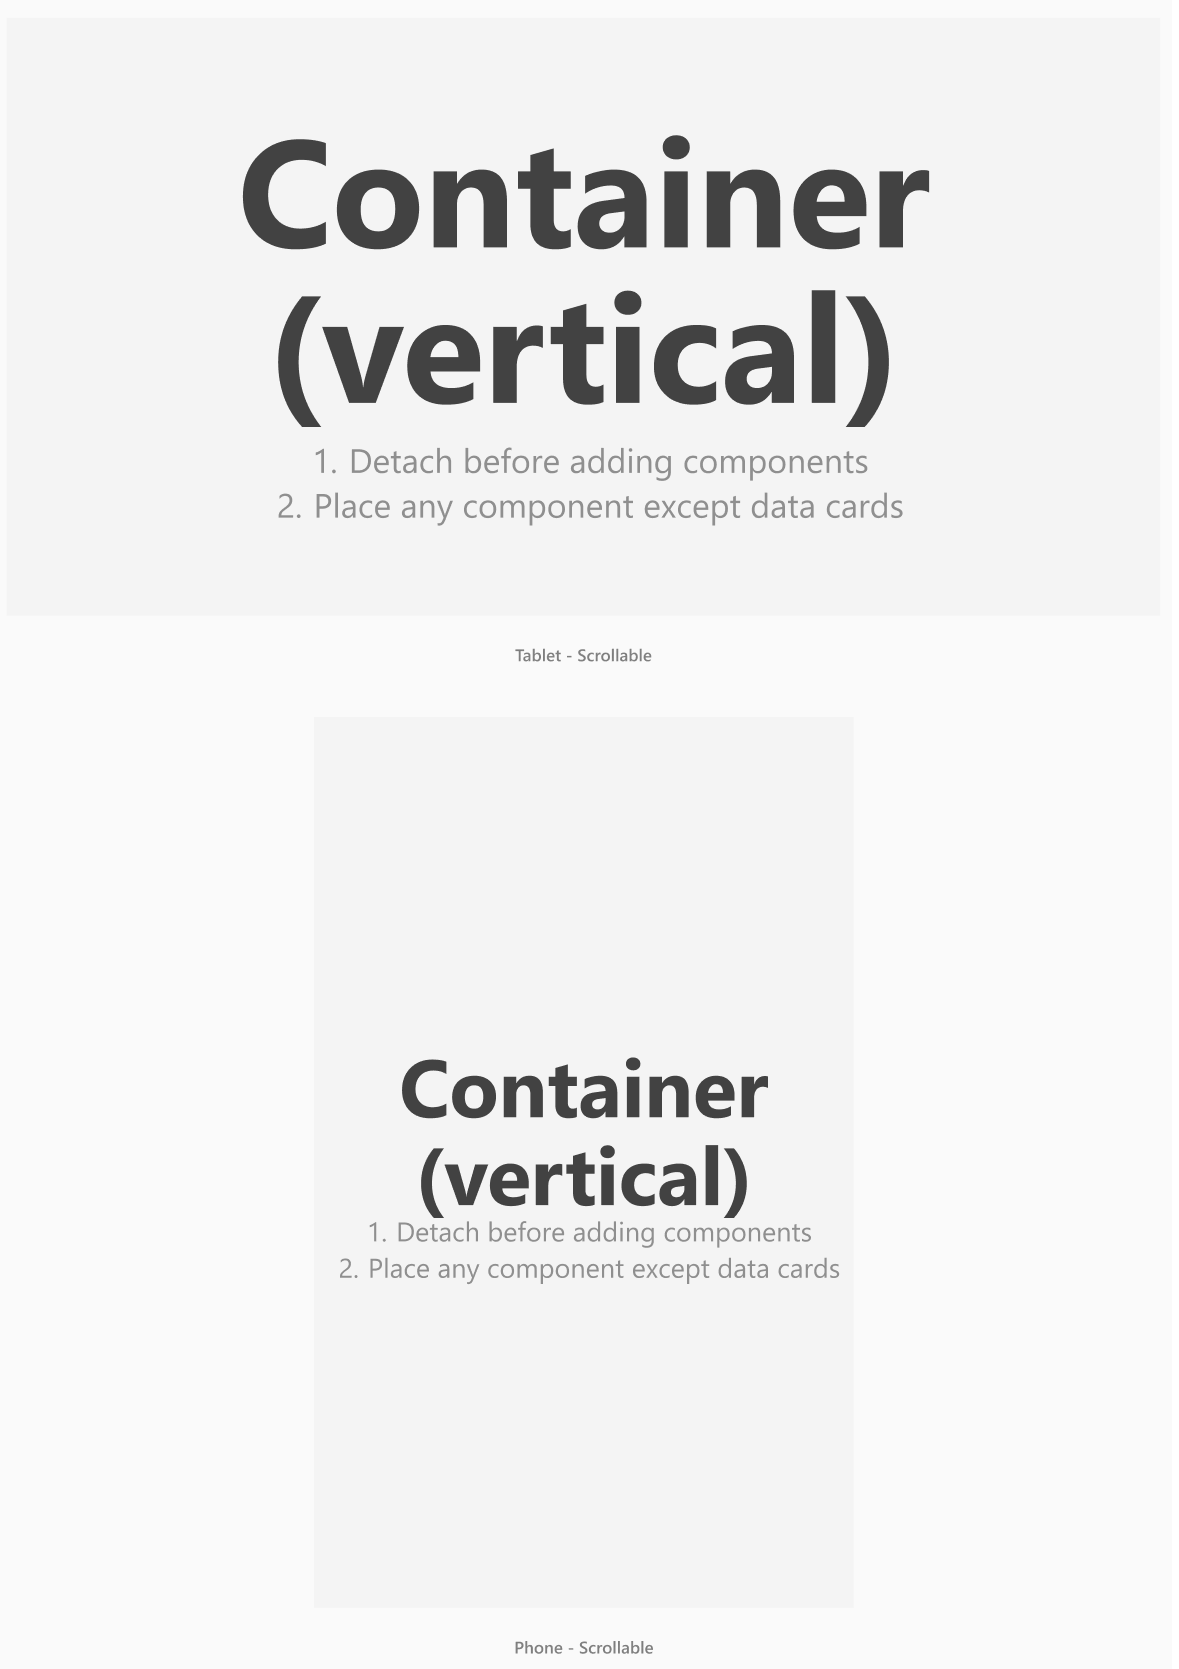 Container
(vertical)
1. Detach before adding components
2. Place any component except data cards
Tablet - Scrollable
Container
(vertical)
1. Detach before adding components
2. Place any component except data cards
Phone - Scrollable